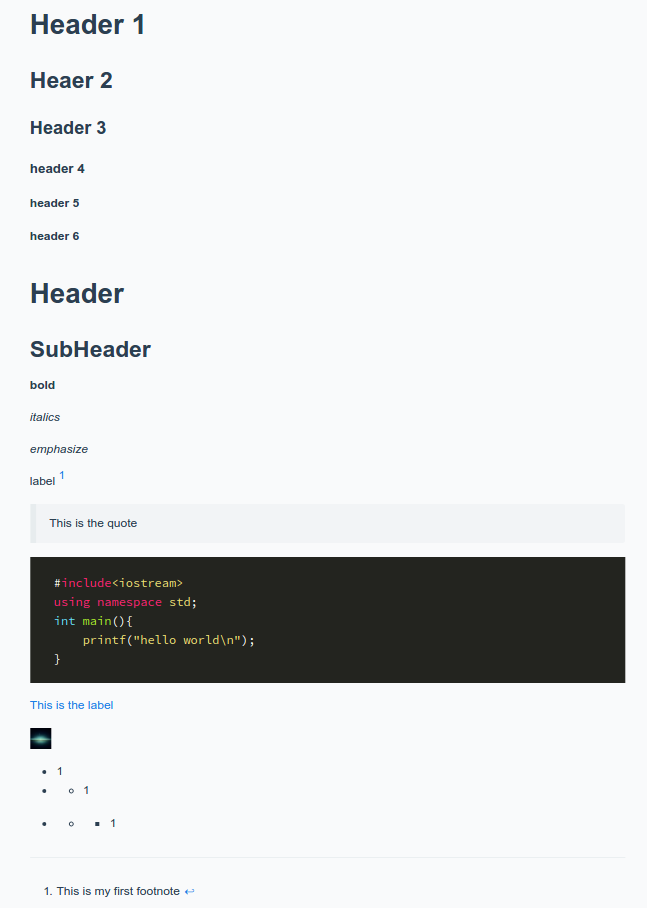 Header 1
Heaer 2
Header 3
header 4
header 5
header 6
Header
SubHeader
bold
italics
emphasize
label 1
This is the quote
#include<iostream>
using namespace std;
int main(){
    printf("hello world\n");
}
This is the label
• 1
• ◦ 1
• ◦ ▪ 1
1. This is my first footnote ↩